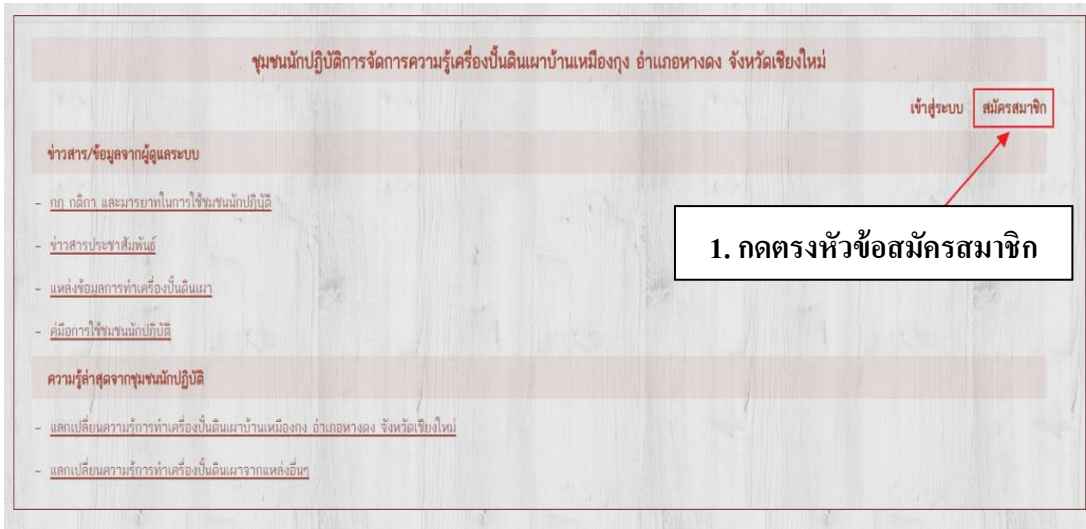 ชุมชนนักปฏิบัติการจัดการความรู้เครื่องปั้นดินเผาบ้านเหมืองกุง อำเภอหางดง จังหวัดเชียงใหม่
เข้าสู่ระบบ สมัครสมาชิก
ข่าวสาร/ข้อมูลจากผู้ดูแลระบบ
- กฎ กติกา และมารยาทในการใช้ชุมชนนักปฏิบัติ
- ข่าวสารประชาสัมพันธ์
1. กดตรงหัวข้อสมัครสมาชิก
- แหล่งข้อมูลการทำเครื่องปั้นดินเผา
- คู่มือการใช้ชุมชนนักปฏิบัติ
ความรู้ล่าสุดจากชุมชนนักปฏิบัติ
- แลกเปลี่ยนความรู้การทำเครื่องปั้นดินเผาบ้านเหมืองกุง อำเภอหางดง จังหวัดเชียงใหม่
- แลกเปลี่ยนความรู้การทำเครื่องปั้นดินเผาจากแหล่งอื่นๆ